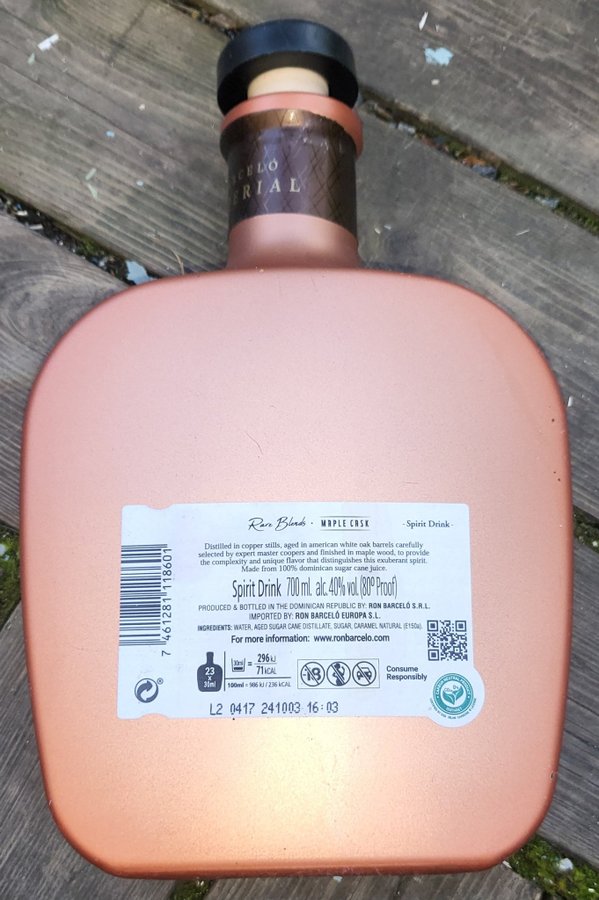 CELÓ
ERIAL
Rare Blends · MAPLE CASK · Spirit Drink ·
Distilled in copper stills, aged in american white oak barrels carefully
selected by expert master coopers and finished in maple wood, to provide
the complexity and unique flavor that distinguishes this exuberant spirit.
Made from 100% dominican sugar cane juice.
Spirit Drink 700 ml. alc. 40% vol. (80º Proof)
PRODUCED & BOTTLED IN THE DOMINICAN REPUBLIC BY: RON BARCELÓ S.R.L.
IMPORTED BY: RON BARCELÓ EUROPA S.L.
INGREDIENTS: WATER, AGED SUGAR CANE DISTILLATE, SUGAR, CARAMEL NATURAL (E150a).
For more information: www.ronbarcelo.com
7 461281 118601
23 x 30ml
30ml = 296 kJ
71 kCAL
100ml = 986 kJ / 236 kCAL
-18
Consume
Responsibly
L2 0417 241003 16:03